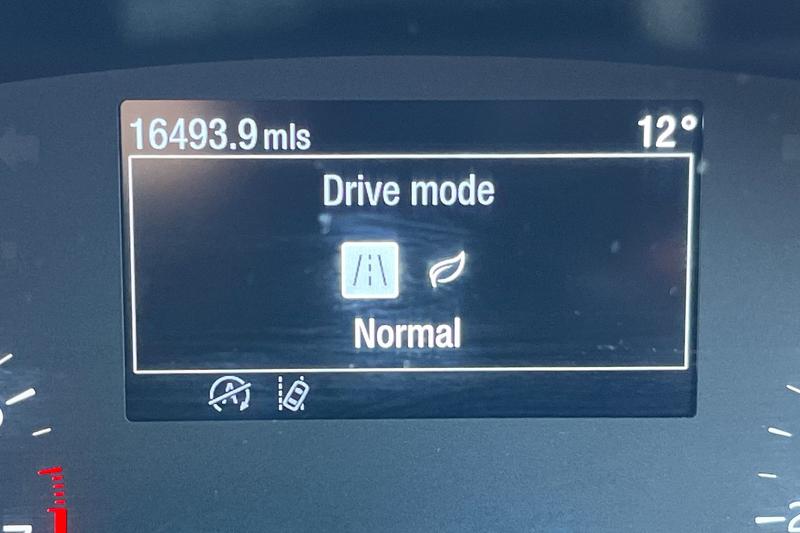 16493.9 mls 12°
Drive mode
Normal
A